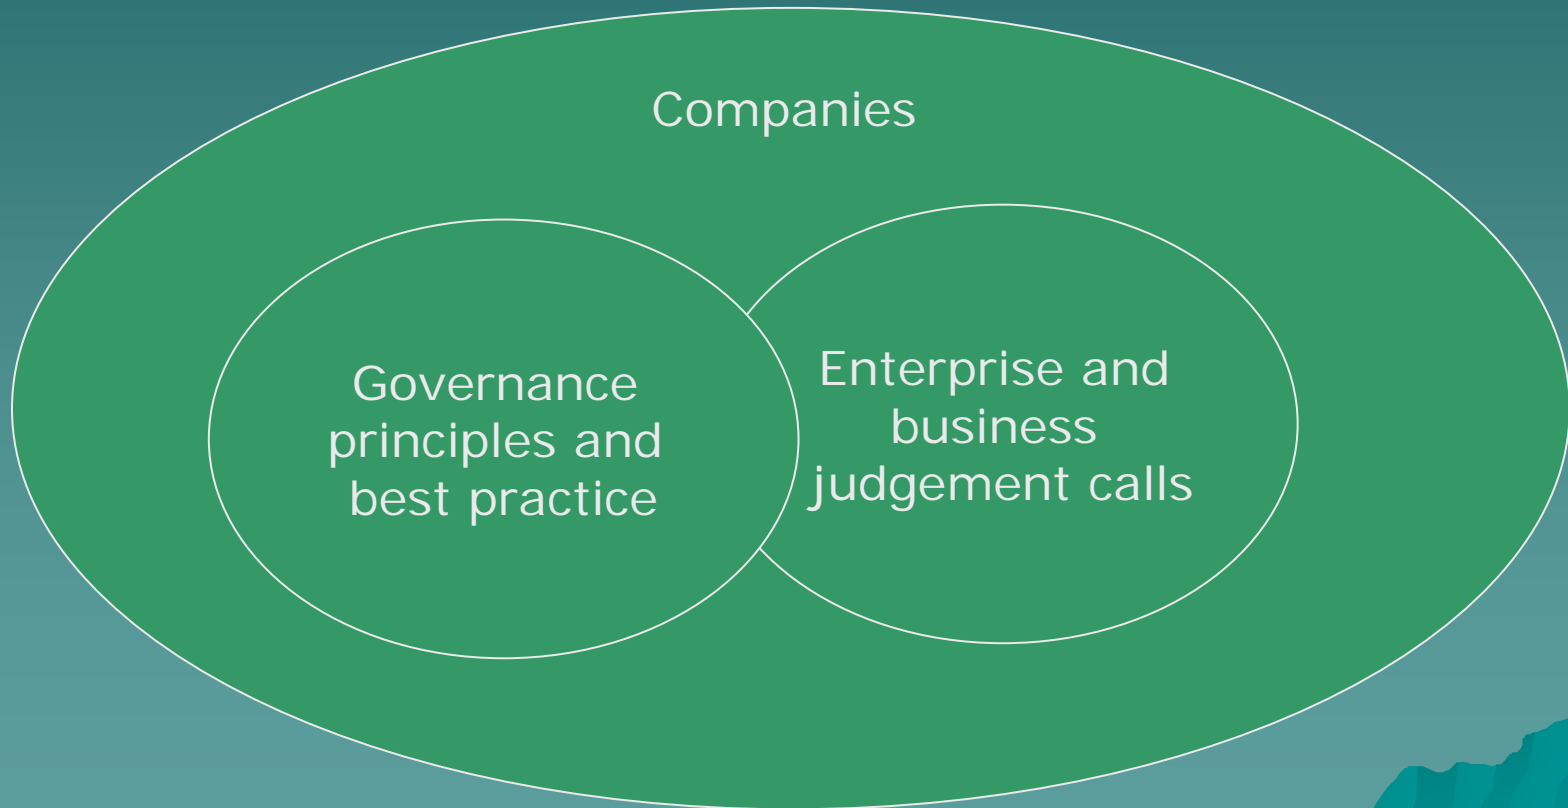 Companies
Governance
principles and
best practice
Enterprise and
business
judgement calls